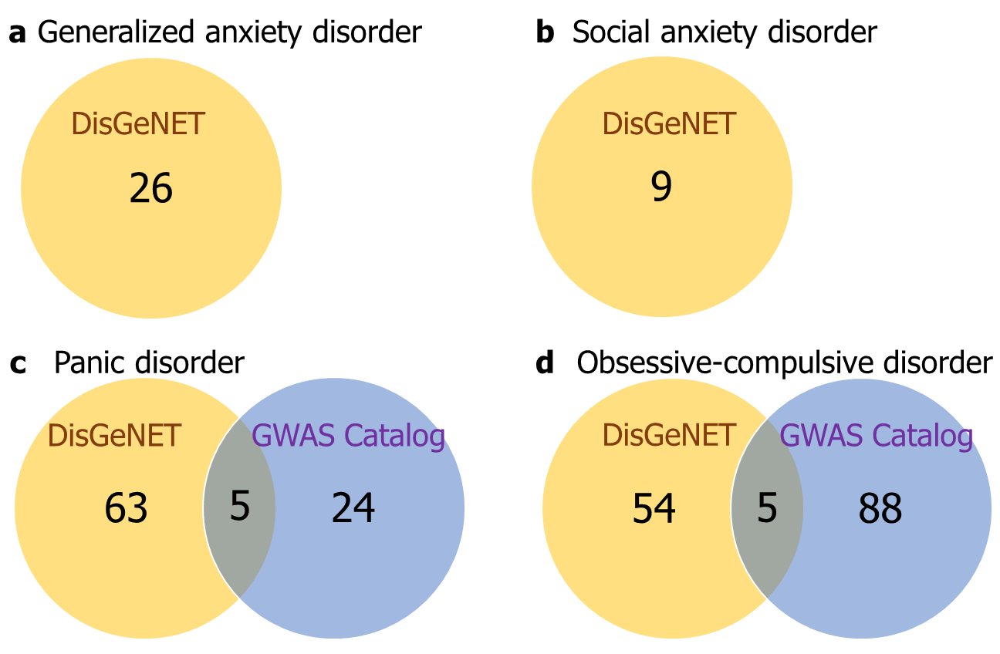 a Generalized anxiety disorder
DisGeNET
26
b Social anxiety disorder
DisGeNET
9
c Panic disorder
DisGeNET
GWAS Catalog
63
5
24
d Obsessive-compulsive disorder
DisGeNET
GWAS Catalog
54
5
88